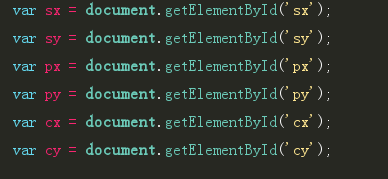 var sx = document.getElementById('sx');
var sy = document.getElementById('sy');
var px = document.getElementById('px');
var py = document.getElementById('py');
var cx = document.getElementById('cx');
var cy = document.getElementById('cy');